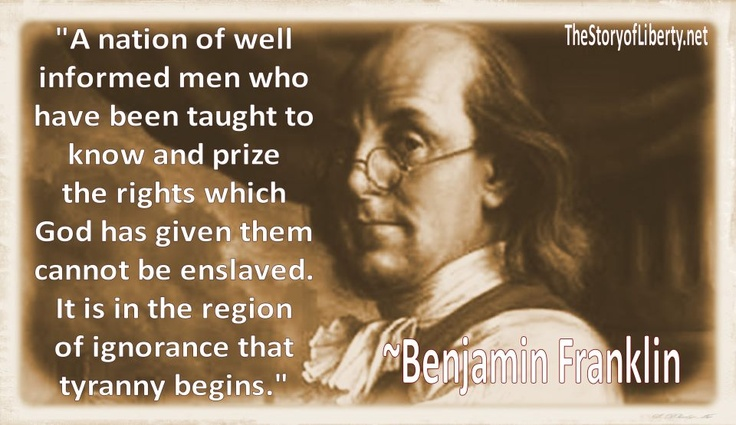 TheStoryofLiberty.net
"A nation of well
informed men who
have been taught to
know and prize
the rights which
God has given them
cannot be enslaved.
It is in the region
of ignorance that
tyranny begins."
~Benjamin Franklin